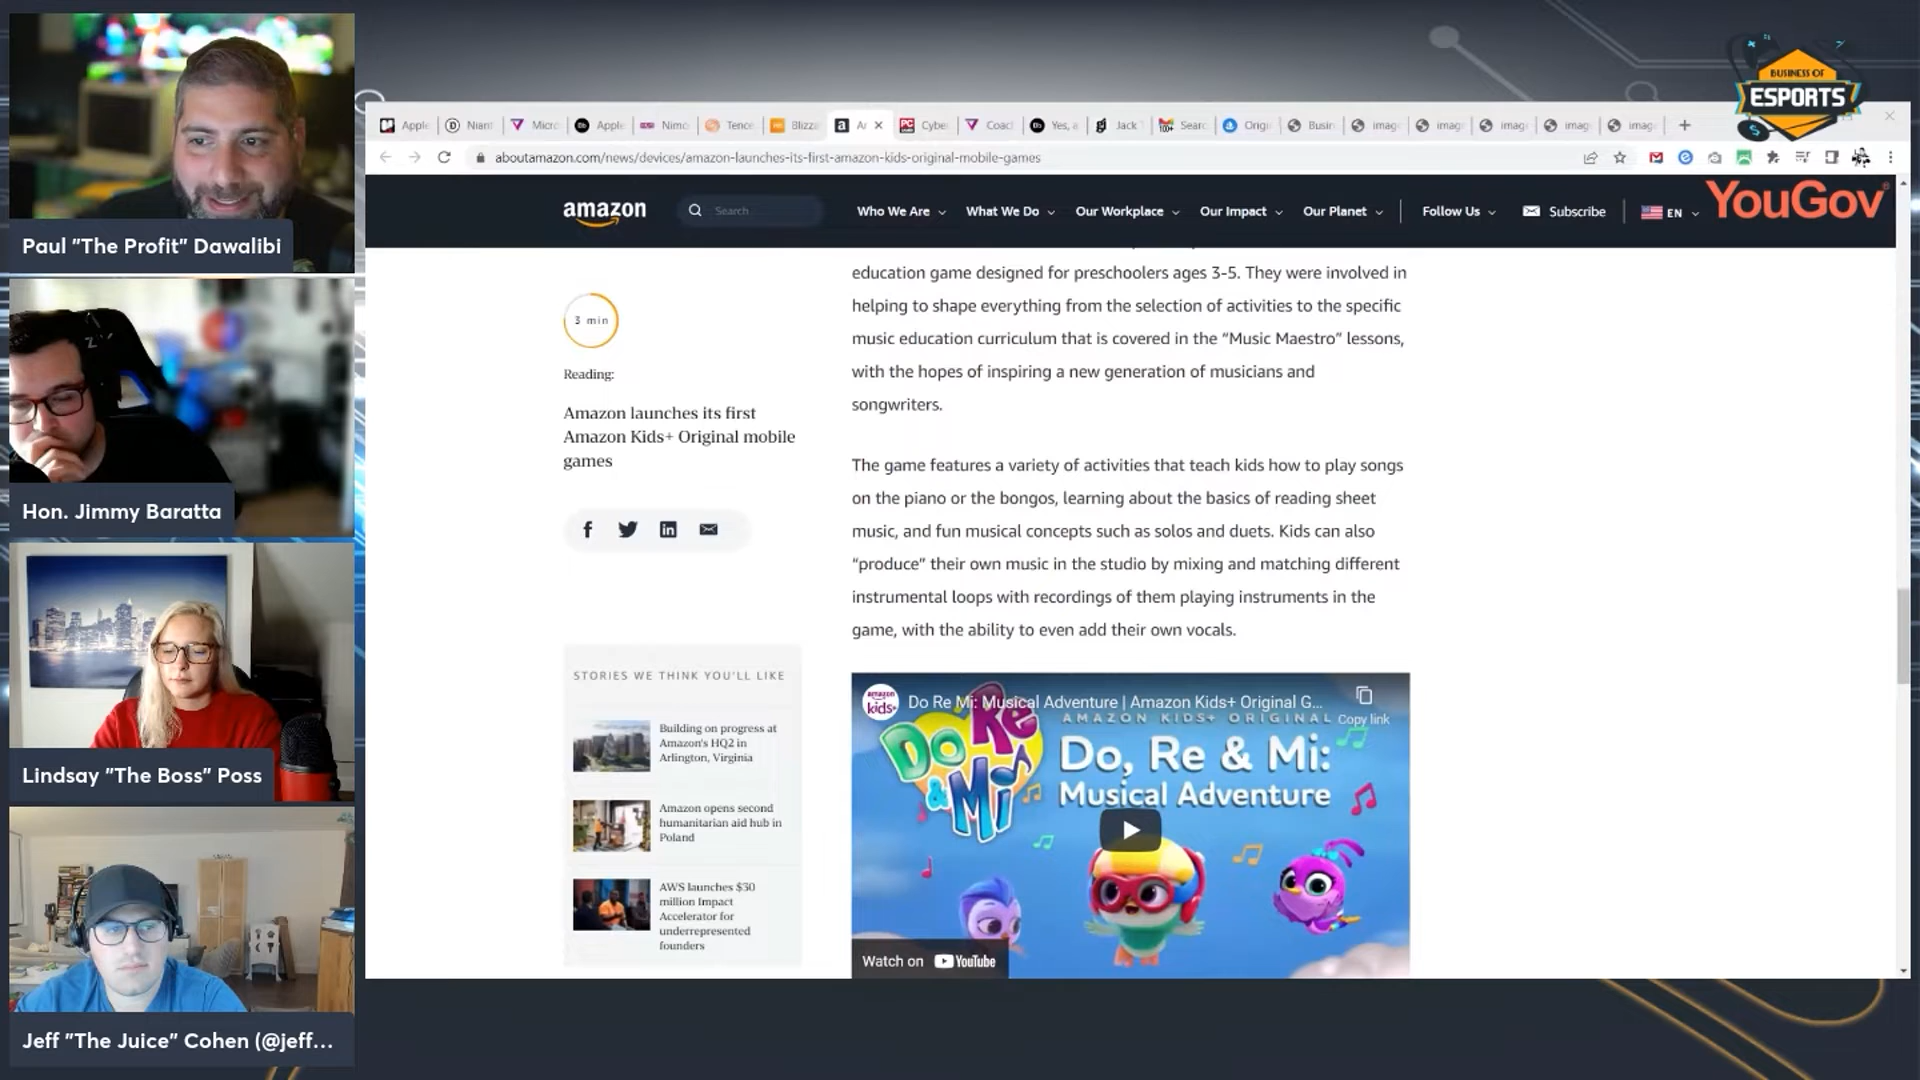 Paul "The Profit" Dawalibi
Hon. Jimmy Baratta
Lindsay "The Boss" Poss
Jeff "The Juice" Cohen (@jeff...
BUSINESS OF
ESPORTS
Apple
Niant
Micro
Apple
Nimo
Tence
Blizza
Cybe
Coacl
Yes, a
Jack
Sear
Origi
Busin
imag
imag
imag
imag
imag
aboutamazon.com/news/devices/amazon-launches-its-first-amazon-kids-original-mobile-games
amazon
Search
Who We Are
What We Do
Our Workplace
Our Impact
Our Planet
Follow Us
Subscribe
EN
YouGov
3 min
Reading:
Amazon launches its first
Amazon Kids+ Original mobile
games
STORIES WE THINK YOU'LL LIKE
Building on progress at
Amazon's HQ2 in
Arlington, Virginia
Amazon opens second
humanitarian aid hub in
Poland
AWS launches $30
million Impact
Accelerator for
underrepresented
founders
education game designed for preschoolers ages 3-5. They were involved in
helping to shape everything from the selection of activities to the specific
music education curriculum that is covered in the “Music Maestro” lessons,
with the hopes of inspiring a new generation of musicians and
songwriters.
The game features a variety of activities that teach kids how to play songs
on the piano or the bongos, learning about the basics of reading sheet
music, and fun musical concepts such as solos and duets. Kids can also
“produce” their own music in the studio by mixing and matching different
instrumental loops with recordings of them playing instruments in the
game, with the ability to even add their own vocals.
amazon
kids+
Do Re Mi: Musical Adventure | Amazon Kids+ Original G...
Copy link
AMAZON KIDS+ ORIGINAL
Do Re & Mi
Do, Re & Mi:
Musical Adventure
Watch on YouTube